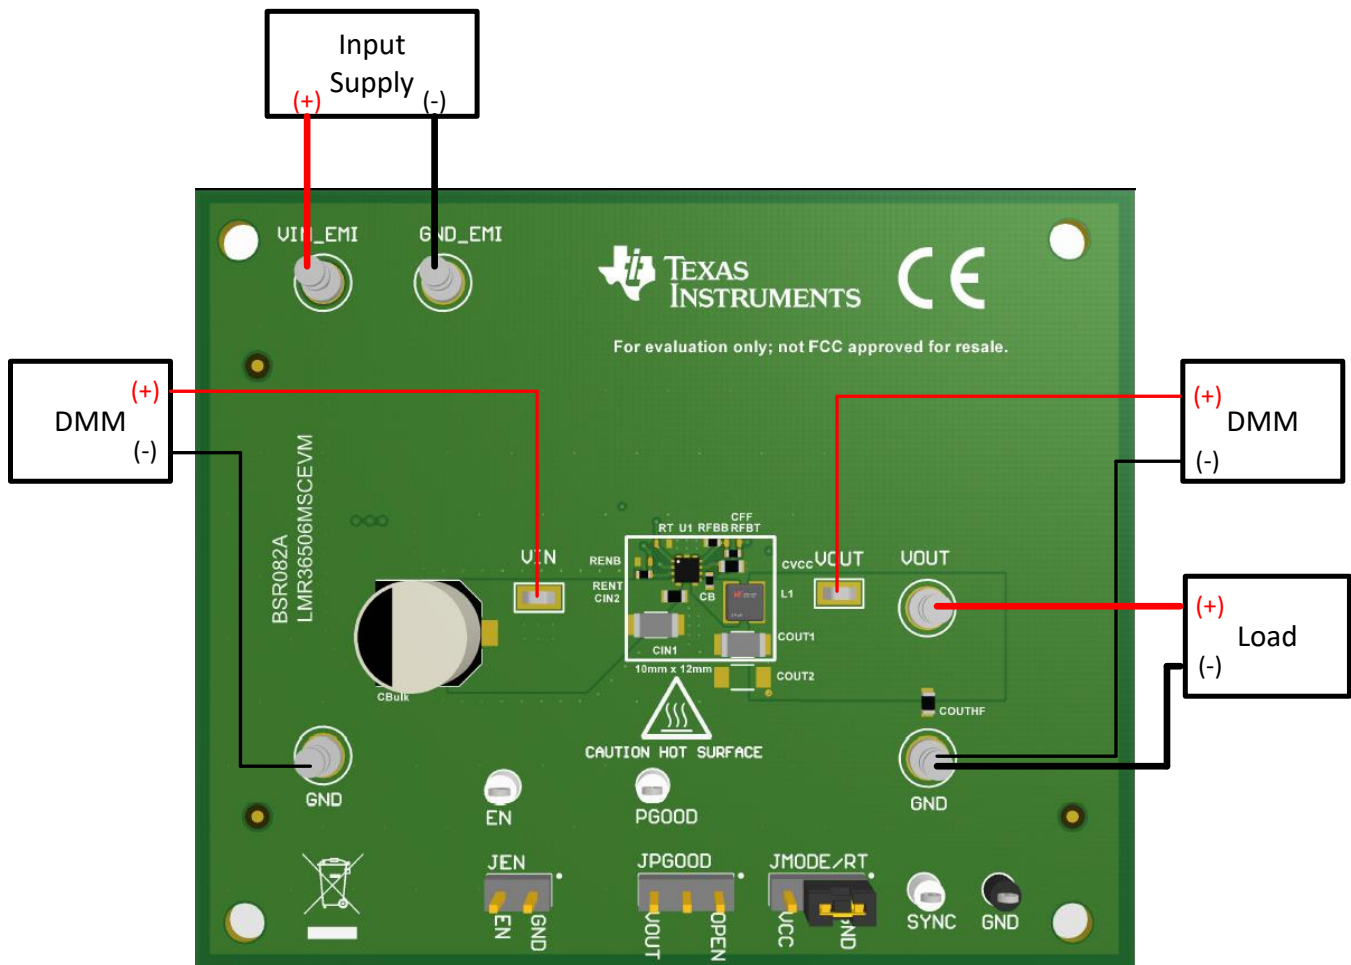 Input
Supply
(+)
(-)
VIN_EMI
GND_EMI
TEXAS
INSTRUMENTS
CE
For evaluation only; not FCC approved for resale.
(+)
DMM
(-)
(+)
DMM
(-)
BSR082A
LMR36506MSCEVM
CFF
RT U1 RFBB RFBT
VIN
RENB
CVCC
VOUT
VOUT
RENT
CIN2
CB
L1
(+)
Load
(-)
COUT1
CIN1
10mm x 12mm
COUT2
CBulk
COUTHF
CAUTION HOT SURFACE
GND
EN
PGOOD
GND
JEN
JPGOOD
JMODE/RT
EN
GND
VOUT
OPEN
VCC
SYNC
GND